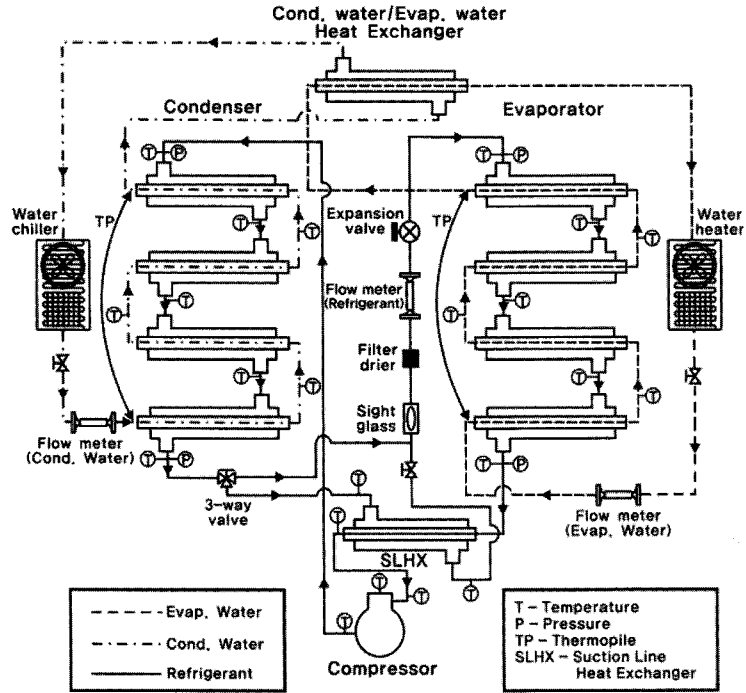 Cond, water/Evap, water
Heat Exchanger
Condenser
Evaporator
T
P
T
P
Water
chiller
TP
T
T
Expansion
valve
TP
T
T
Water
heater
T
T
Flow meter
(Refrigerant)
T
T
T
T
Filter
drier
T
T
Sight
glass
Flow meter
(Cond, Water)
T
P
T
P
3-way
valve
T
Flow meter
(Evap, Water)
T
SLHX
T
T
T
T
Compressor
Evap, Water
Cond, Water
Refrigerant
T - Temperature
P - Pressure
TP - Thermopile
SLHX - Suction Line
Heat Exchanger